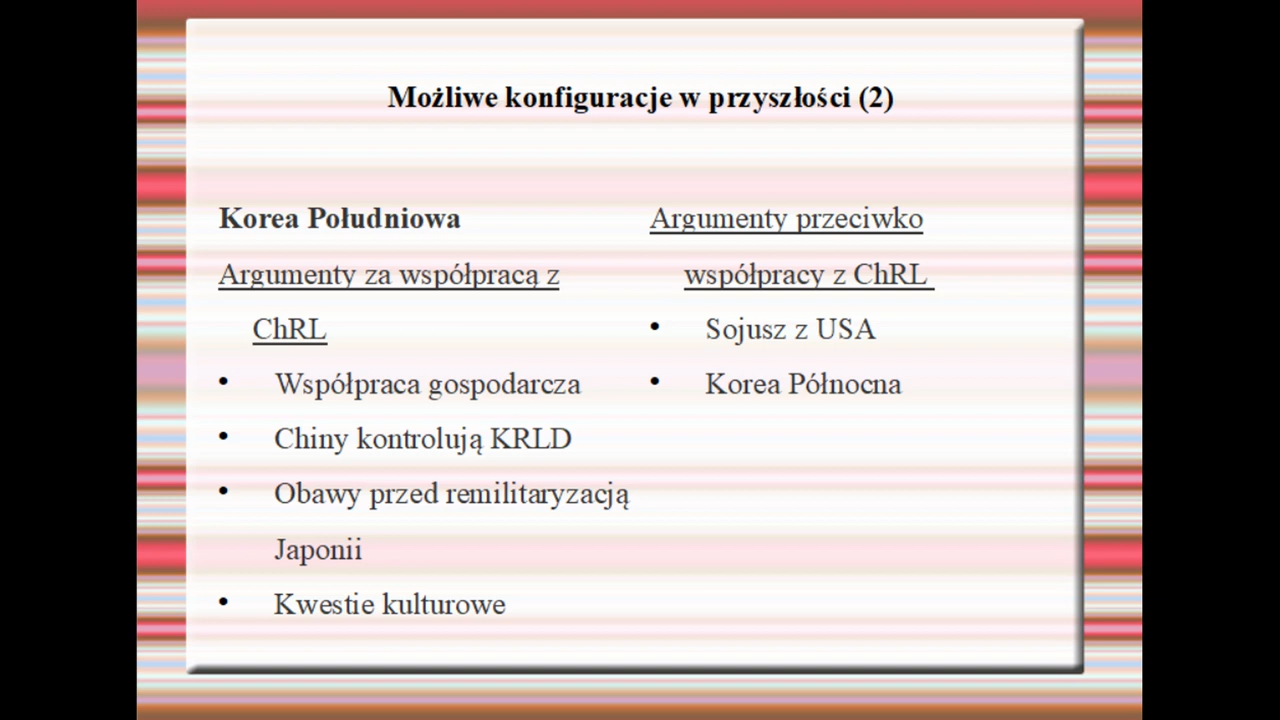 Możliwe konfiguracje w przyszłości (2)
Korea Południowa
Argumenty za współpracą z
ChRL
• Współpraca gospodarcza
• Chiny kontrolują KRLD
• Obawy przed remilitaryzacją
Japonii
• Kwestie kulturowe
Argumenty przeciwko
współpracy z ChRL
• Sojusz z USA
• Korea Północna